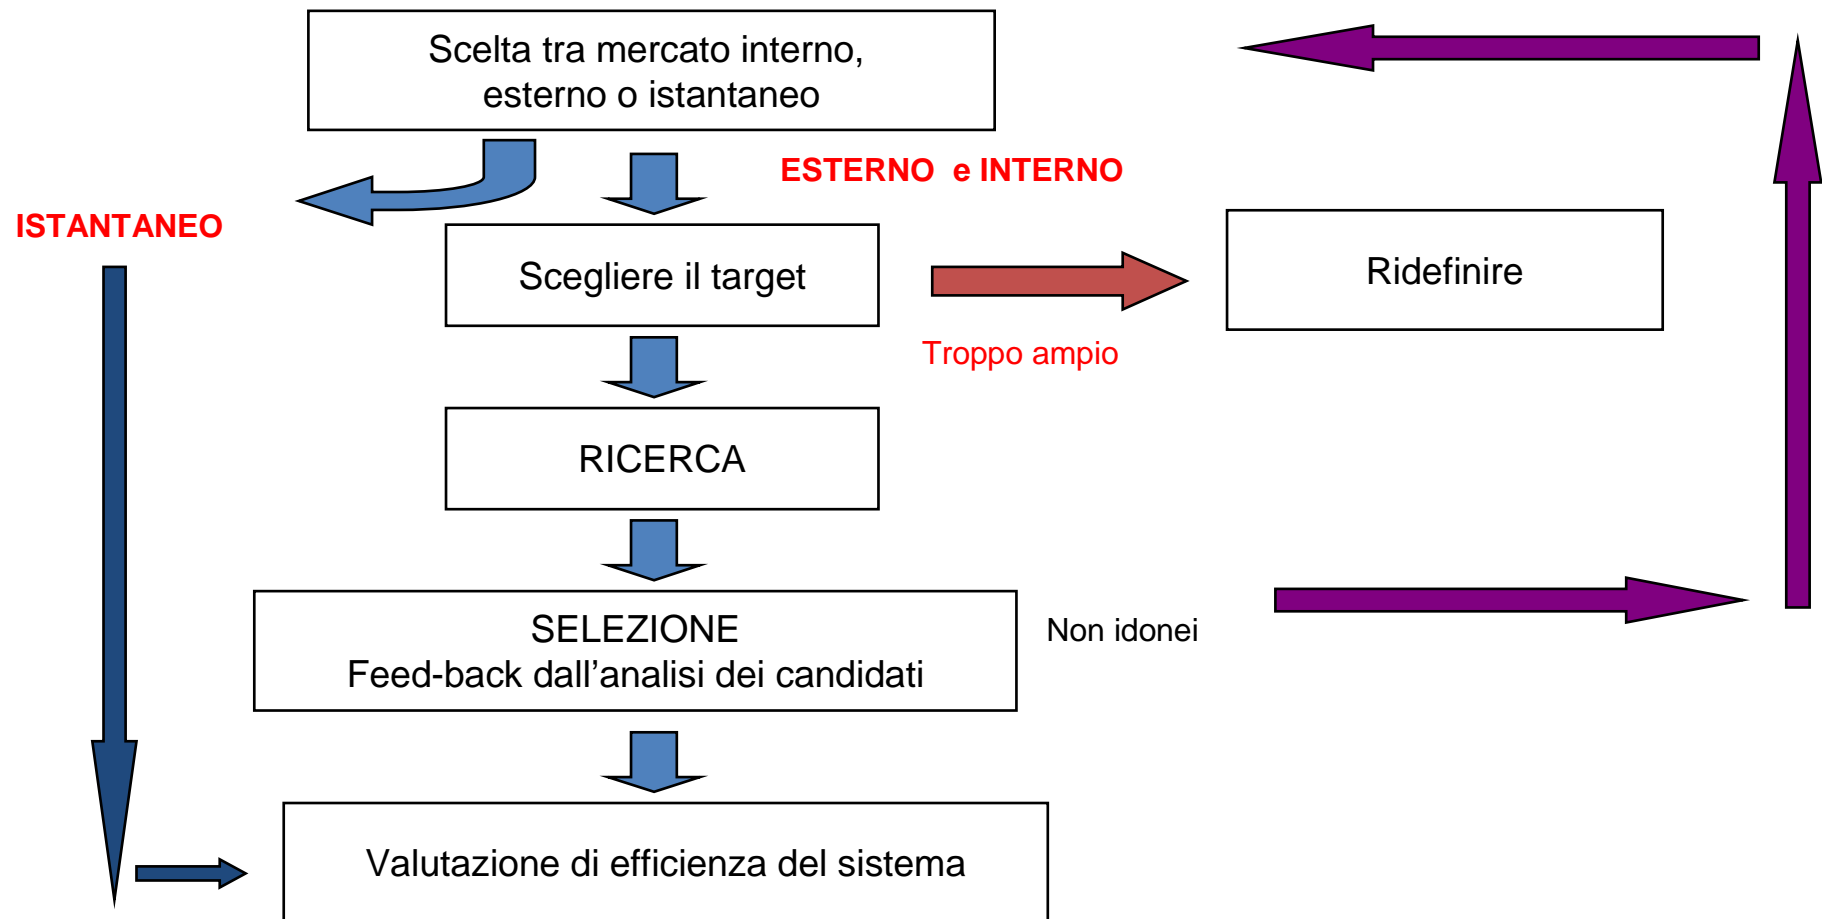 Scelta tra mercato interno,
esterno o istantaneo
ESTERNO e INTERNO
ISTANTANEO
Scegliere il target
Ridefinire
Troppo ampio
RICERCA
SELEZIONE
Feed-back dall’analisi dei candidati
Non idonei
Valutazione di efficienza del sistema